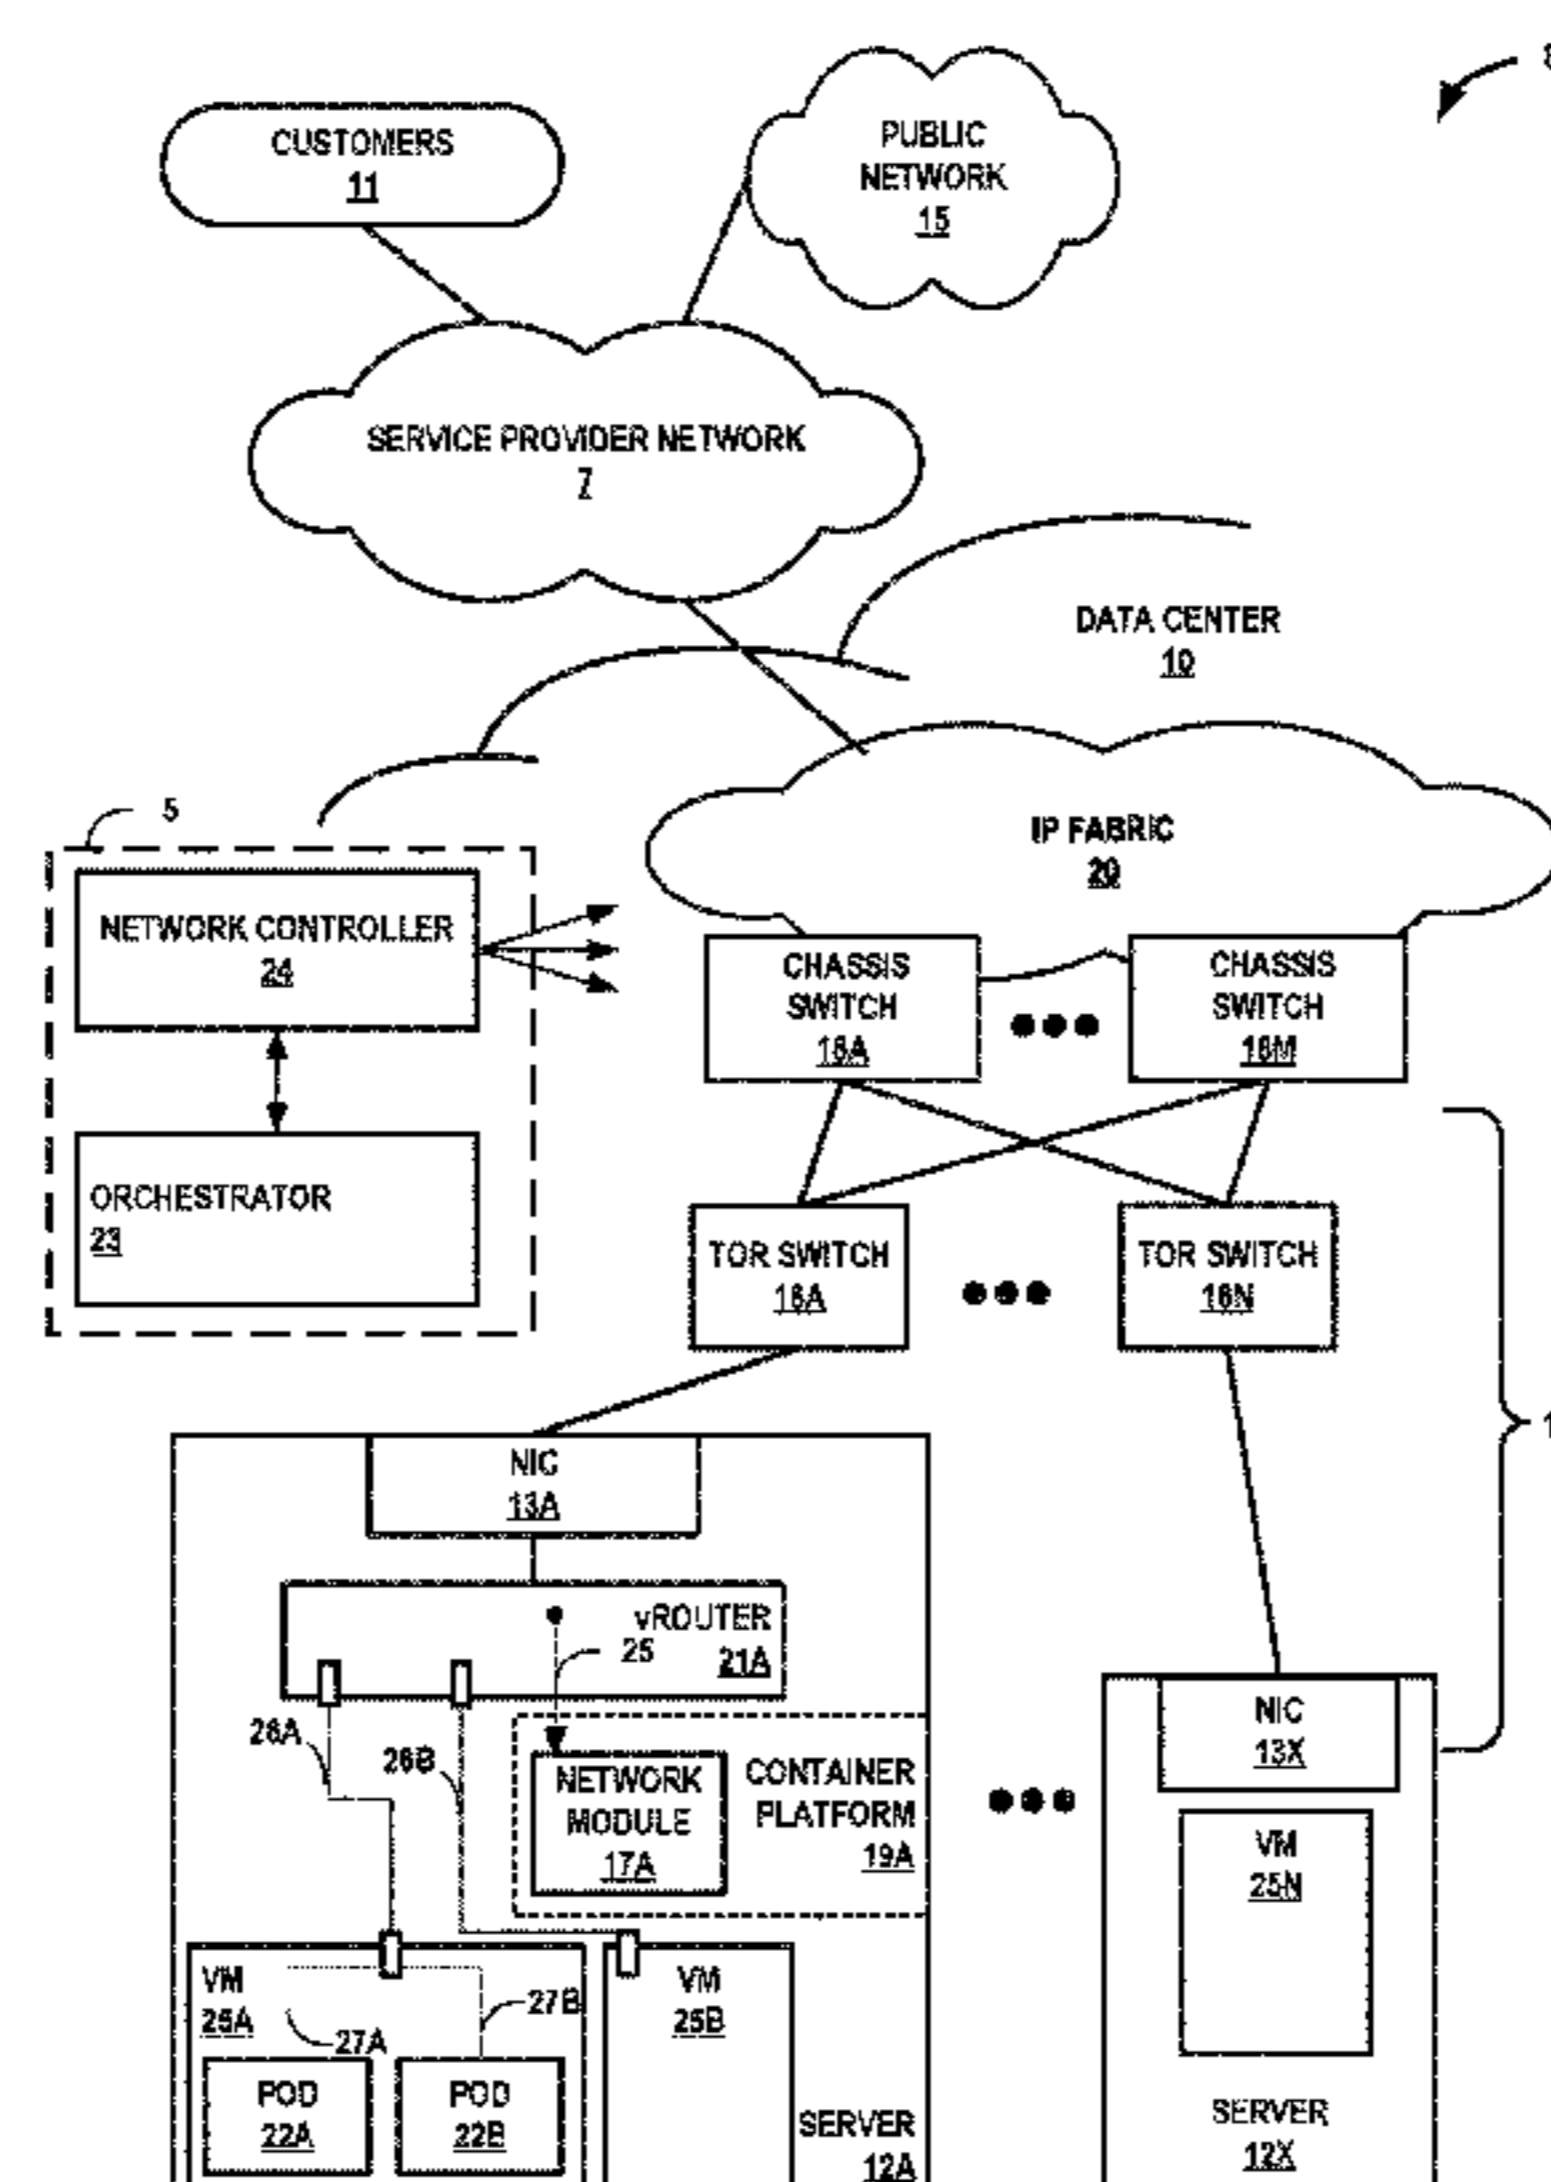 8
CUSTOMERS
11
PUBLIC
NETWORK
15
SERVICE PROVIDER NETWORK
7
DATA CENTER
10
5
IP FABRIC
20
NETWORK CONTROLLER
24
CHASSIS
SWITCH
18A
CHASSIS
SWITCH
18M
ORCHESTRATOR
23
TOR SWITCH
16A
TOR SWITCH
16N
NIC
13A
1
vROUTER
21A
25
26A
26B
NETWORK
MODULE
17A
CONTAINER
PLATFORM
19A
NIC
13X
VM
25N
VM
25A
27A
27B
VM
25B
POD
22A
POD
22B
SERVER
12A
SERVER
12X